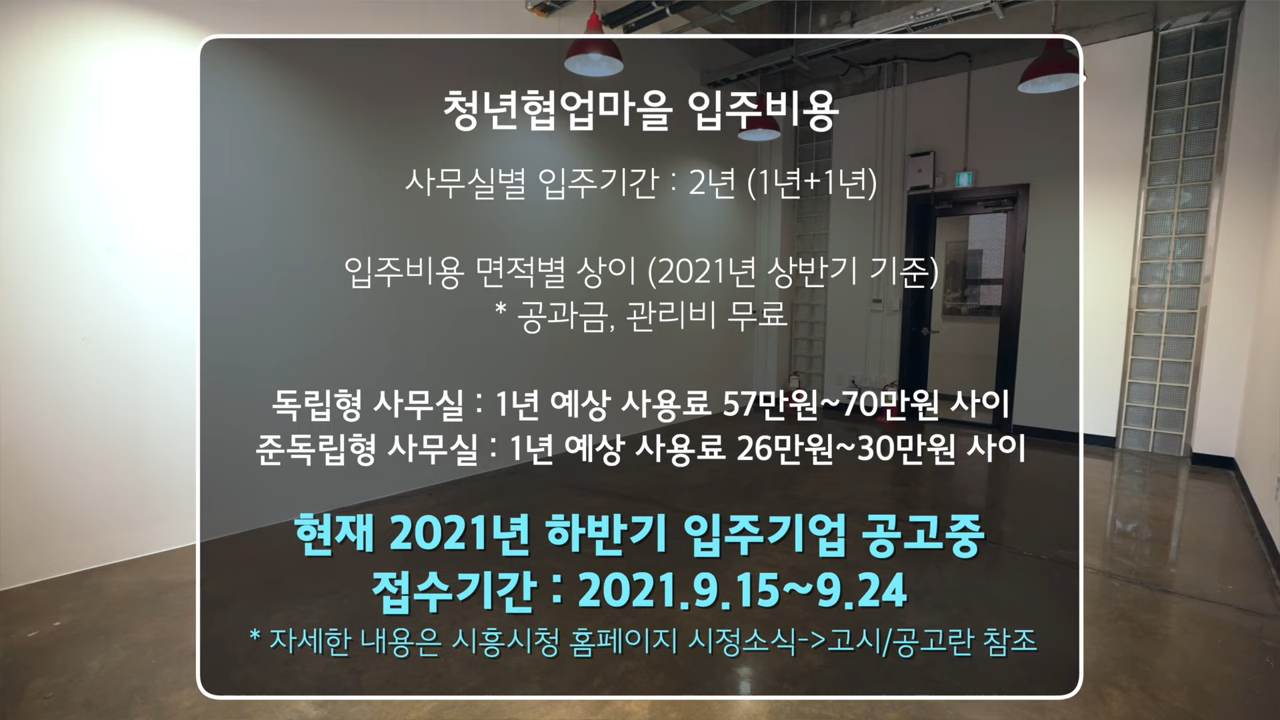 청년협업마을 입주비용
사무실별 입주기간 : 2년 (1년+1년)
입주비용 면적별 상이 (2021년 상반기 기준)
* 공과금, 관리비 무료
독립형 사무실 : 1년 예상 사용료 57만원~70만원 사이
준독립형 사무실 : 1년 예상 사용료 26만원~30만원 사이
현재 2021년 하반기 입주기업 공고중
접수기간 : 2021.9.15~9.24
* 자세한 내용은 시흥시청 홈페이지 시정소식->고시/공고란 참조